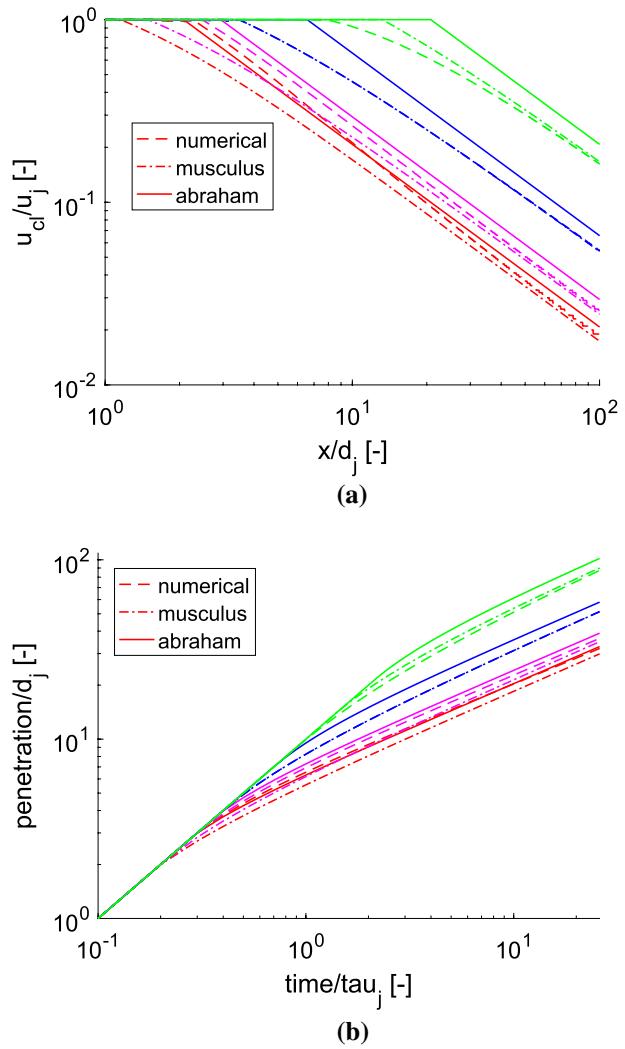 10^0
10^-1
10^-2
u_cl/u_j [-]
numerical
musculus
abraham
10^0 10^1 10^2
x/d_j [-]
(a)
10^2
10^1
10^0
penetration/d_j [-]
numerical
musculus
abraham
10^-1 10^0 10^1
time/tau_j [-]
(b)